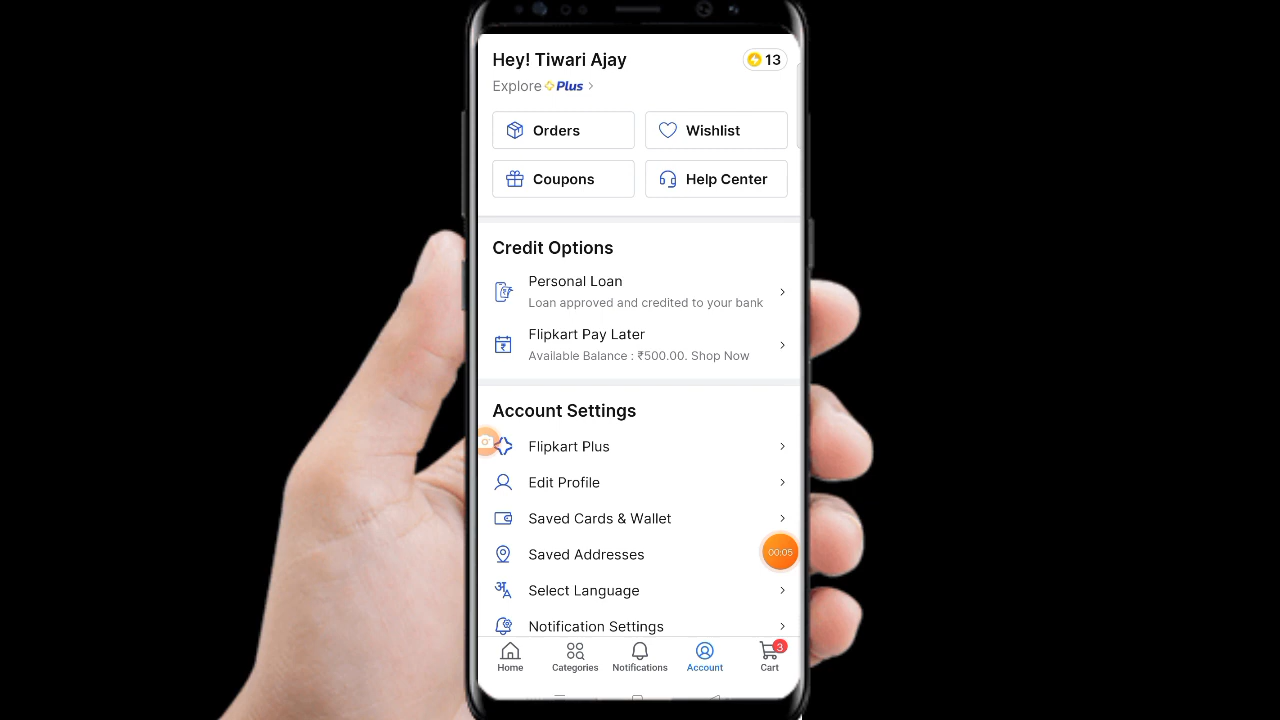 Hey! Tiwari Ajay
13
Explore Plus
Orders
Wishlist
Coupons
Help Center
Credit Options
Personal Loan
Loan approved and credited to your bank
Flipkart Pay Later
Available Balance : ₹500.00. Shop Now
Account Settings
Flipkart Plus
Edit Profile
Saved Cards & Wallet
Saved Addresses
00:05
Select Language
Notification Settings
3
Home
Categories
Notifications
Account
Cart